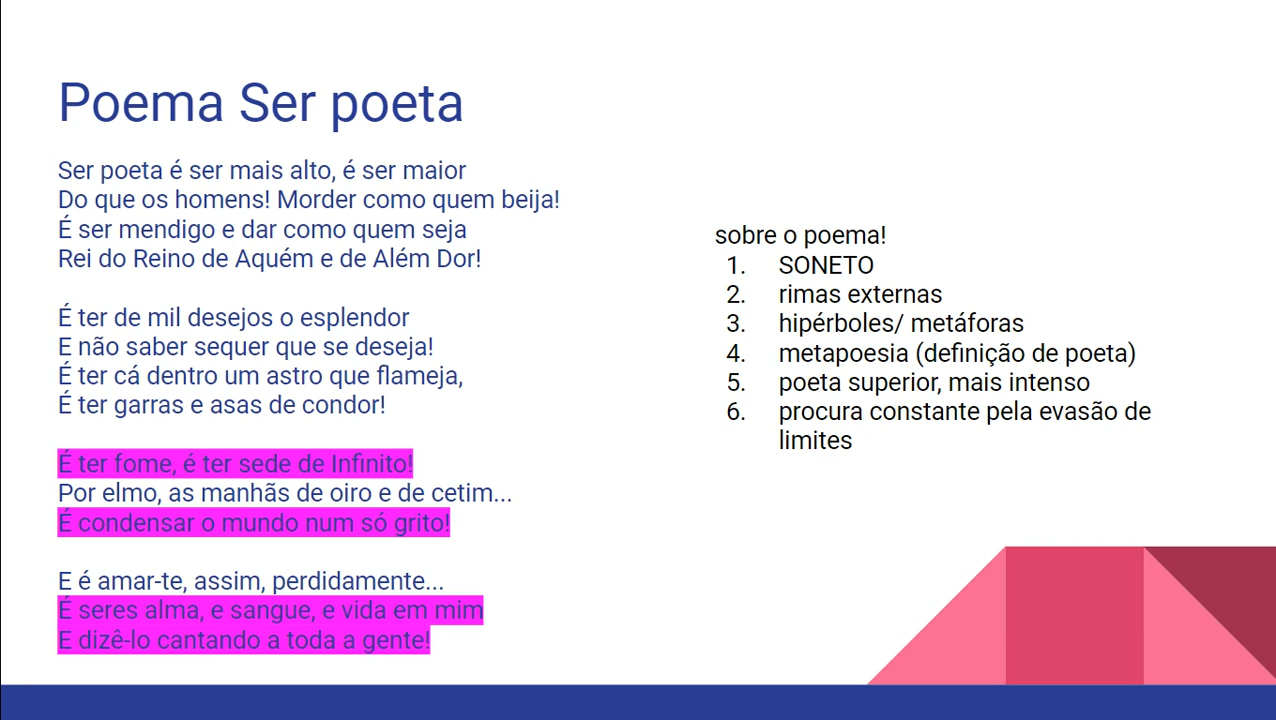 Poema Ser poeta
Ser poeta é ser mais alto, é ser maior
Do que os homens! Morder como quem beija!
É ser mendigo e dar como quem seja
Rei do Reino de Aquém e de Além Dor!
É ter de mil desejos o esplendor
E não saber sequer que se deseja!
É ter cá dentro um astro que flameja,
É ter garras e asas de condor!
É ter fome, é ter sede de Infinito!
Por elmo, as manhãs de oiro e de cetim...
É condensar o mundo num só grito!
E é amar-te, assim, perdidamente...
É seres alma, e sangue, e vida em mim
E dizê-lo cantando a toda a gente!
sobre o poema!
1. SONETO
2. rimas externas
3. hipérboles/ metáforas
4. metapoesia (definição de poeta)
5. poeta superior, mais intenso
6. procura constante pela evasão de
limites